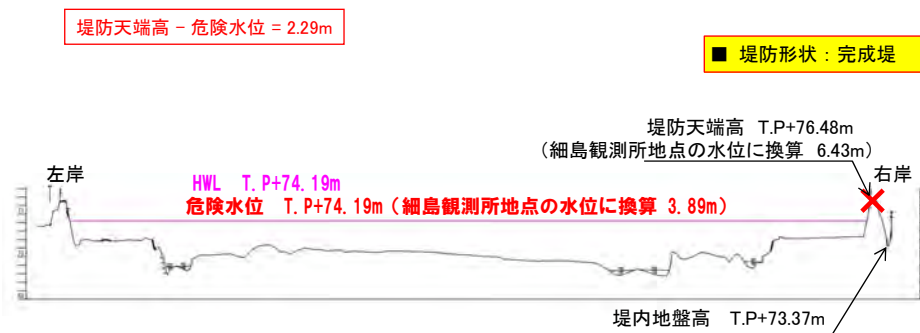 堤防天端高 － 危険水位 = 2.29m
■ 堤防形状：完成堤
堤防天端高　T.P+76.48m
（細島観測所地点の水位に換算 6.43m）
左岸
右岸
HWL　T.P+74.19m
危険水位　T.P+74.19m（細島観測所地点の水位に換算 3.89m）
堤内地盤高　T.P+73.37m